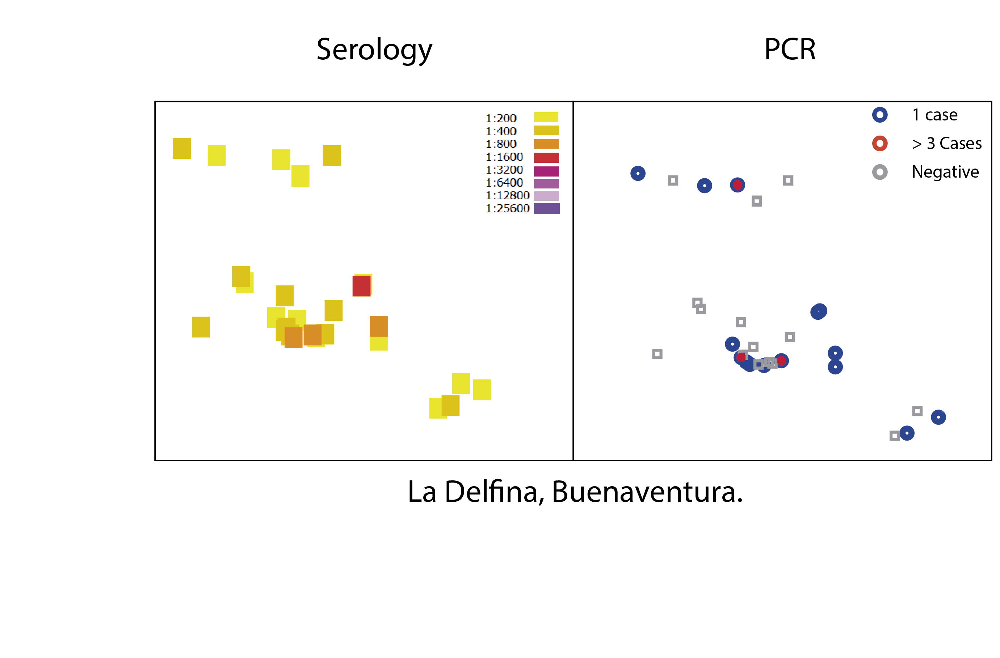 Serology
PCR
1:200
1:400
1:800
1:1600
1:3200
1:6400
1:12800
1:25600
1 case
> 3 Cases
Negative
La Delfina, Buenaventura.